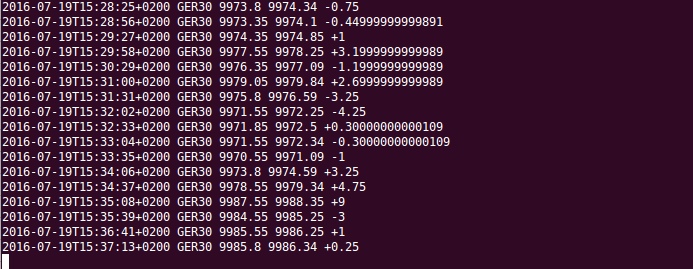 2016-07-19T15:28:25+0200 GER30 9973.8 9974.34 -0.75
2016-07-19T15:28:56+0200 GER30 9973.35 9974.1 -0.44999999999891
2016-07-19T15:29:27+0200 GER30 9974.35 9974.85 +1
2016-07-19T15:29:58+0200 GER30 9977.55 9978.25 +3.1999999999989
2016-07-19T15:30:29+0200 GER30 9976.35 9977.09 -1.1999999999989
2016-07-19T15:31:00+0200 GER30 9979.05 9979.84 +2.6999999999989
2016-07-19T15:31:31+0200 GER30 9975.8 9976.59 -3.25
2016-07-19T15:32:02+0200 GER30 9971.55 9972.25 -4.25
2016-07-19T15:32:33+0200 GER30 9971.85 9972.5 +0.30000000000109
2016-07-19T15:33:04+0200 GER30 9971.55 9972.34 -0.30000000000109
2016-07-19T15:33:35+0200 GER30 9970.55 9971.09 -1
2016-07-19T15:34:06+0200 GER30 9973.8 9974.59 +3.25
2016-07-19T15:34:37+0200 GER30 9978.55 9979.34 +4.75
2016-07-19T15:35:08+0200 GER30 9987.55 9988.35 +9
2016-07-19T15:35:39+0200 GER30 9984.55 9985.25 -3
2016-07-19T15:36:41+0200 GER30 9985.55 9986.25 +1
2016-07-19T15:37:13+0200 GER30 9985.8 9986.34 +0.25